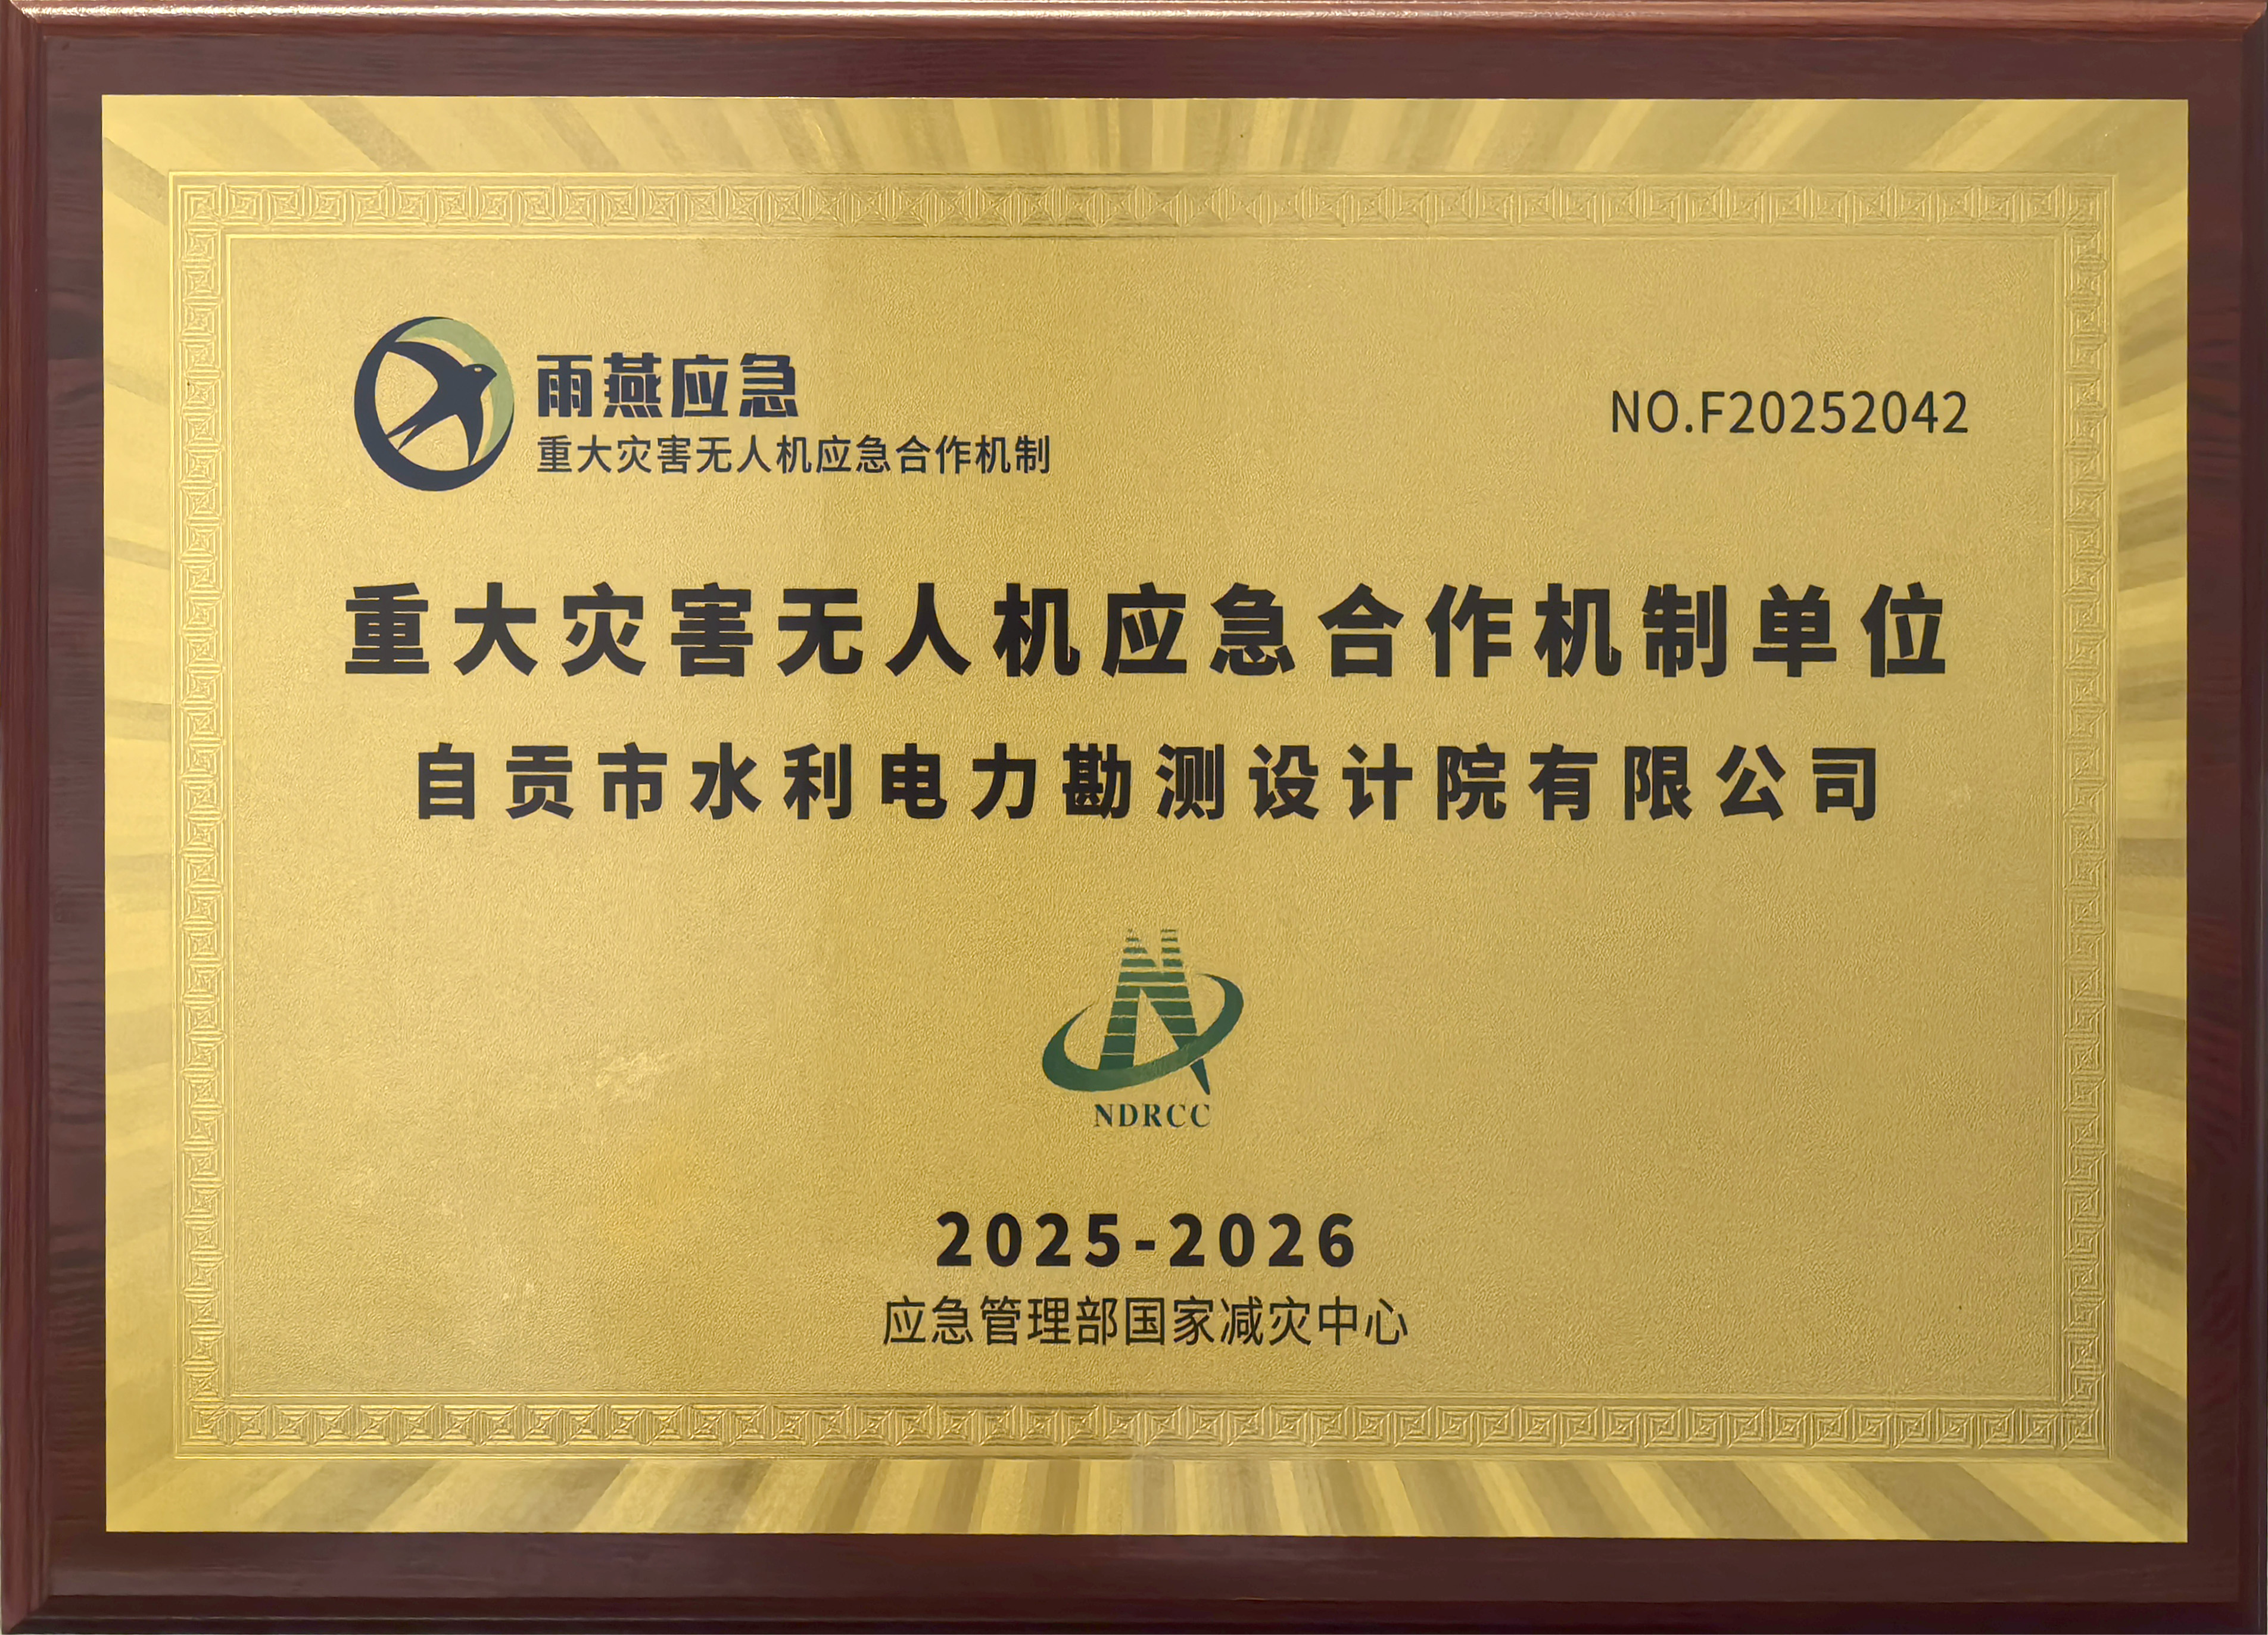 雨燕应急
重大灾害无人机应急合作机制
NO.F20252042
重大灾害无人机应急合作机制单位
自贡市水利电力勘测设计院有限公司
NDRCC
2025-2026
应急管理部国家减灾中心